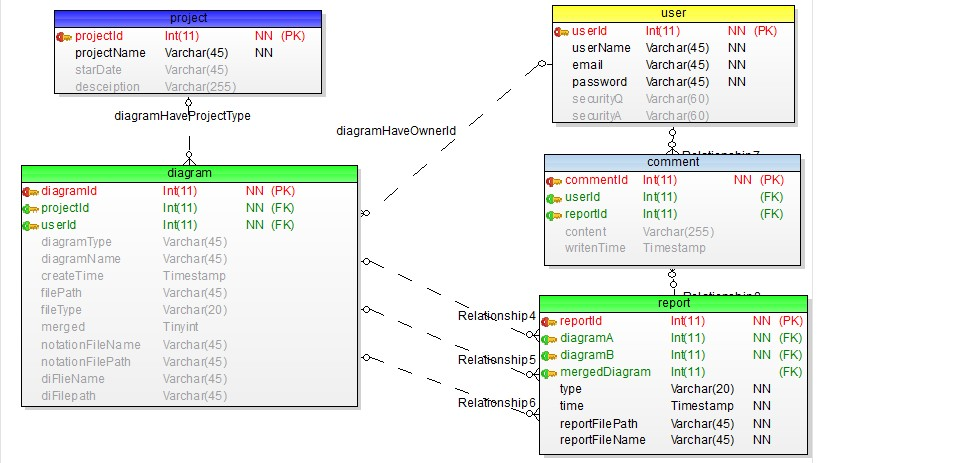 project
projectId Int(11) NN (PK)
projectName Varchar(45) NN
starDate Varchar(45)
desceiption Varchar(255)
diagramHaveProjectType
diagramHaveOwnerId
user
userId Int(11) NN (PK)
userName Varchar(45) NN
email Varchar(45) NN
password Varchar(45) NN
securityQ Varchar(60)
securityA Varchar(60)
Relationship7
diagram
diagramId Int(11) NN (PK)
projectId Int(11) NN (FK)
userId Int(11) NN (FK)
diagramType Varchar(45)
diagramName Varchar(45)
createTime Timestamp
filePath Varchar(45)
fileType Varchar(20)
merged Tinyint
notationFileName Varchar(45)
notationFilePath Varchar(45)
diFlieName Varchar(45)
diFilepath Varchar(45)
comment
commentId Int(11) NN (PK)
userId Int(11) (FK)
reportId Int(11) (FK)
content Varchar(255)
writenTime Timestamp
Relationship4
Relationship5
Relationship6
report
reportId Int(11) NN (PK)
diagramA Int(11) NN (FK)
diagramB Int(11) NN (FK)
mergedDiagram Int(11) (FK)
type Varchar(20) NN
time Timestamp NN
reportFilePath Varchar(45) NN
reportFileName Varchar(45) NN